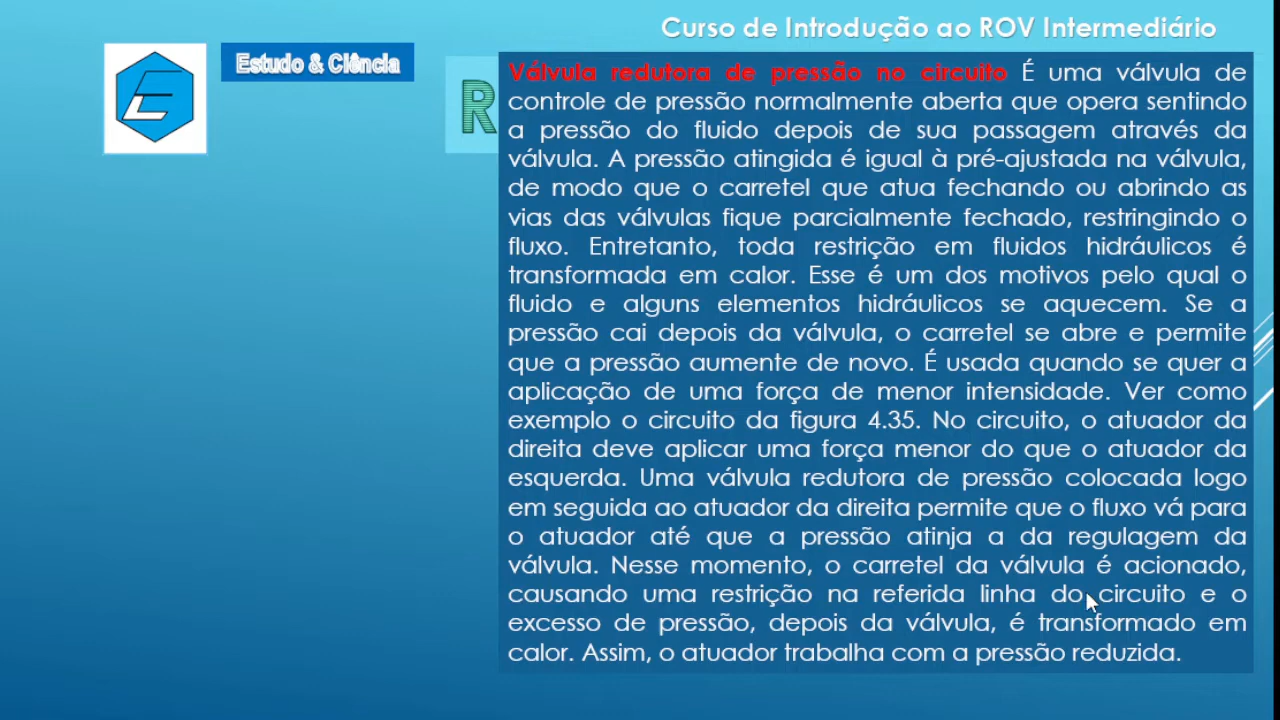 Curso de Introdução ao ROV Intermediário
Estudo & Ciência
R
Válvula redutora de pressão no circuito É uma válvula de
controle de pressão normalmente aberta que opera sentindo
a pressão do fluido depois de sua passagem através da
válvula. A pressão atingida é igual à pré-ajustada na válvula,
de modo que o carretel que atua fechando ou abrindo as
vias das válvulas fique parcialmente fechado, restringindo o
fluxo. Entretanto, toda restrição em fluidos hidráulicos é
transformada em calor. Esse é um dos motivos pelo qual o
fluido e alguns elementos hidráulicos se aquecem. Se a
pressão cai depois da válvula, o carretel se abre e permite
que a pressão aumente de novo. É usada quando se quer a
aplicação de uma força de menor intensidade. Ver como
exemplo o circuito da figura 4.35. No circuito, o atuador da
direita deve aplicar uma força menor do que o atuador da
esquerda. Uma válvula redutora de pressão colocada logo
em seguida ao atuador da direita permite que o fluxo vá para
o atuador até que a pressão atinja a da regulagem da
válvula. Nesse momento, o carretel da válvula é acionado,
causando uma restrição na referida linha do circuito e o
excesso de pressão, depois da válvula, é transformado em
calor. Assim, o atuador trabalha com a pressão reduzida.